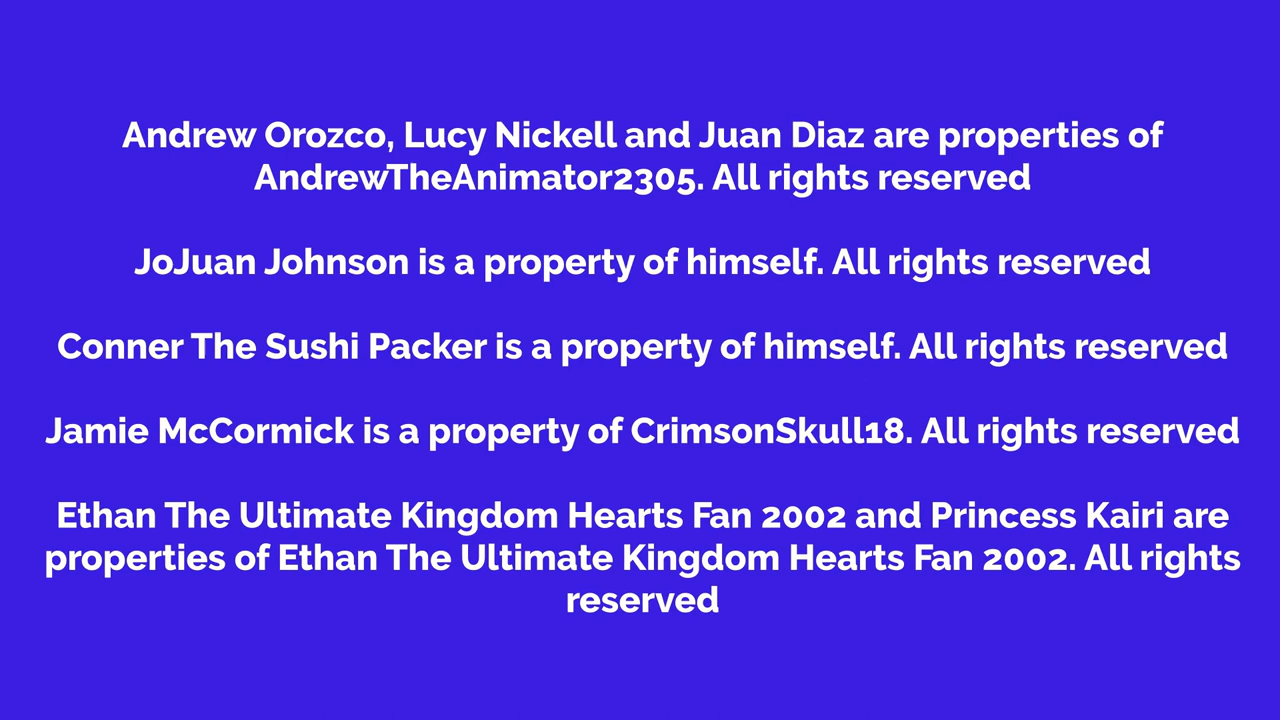 Andrew Orozco, Lucy Nickell and Juan Diaz are properties of
AndrewTheAnimator2305. All rights reserved
JoJuan Johnson is a property of himself. All rights reserved
Conner The Sushi Packer is a property of himself. All rights reserved
Jamie McCormick is a property of CrimsonSkull18. All rights reserved
Ethan The Ultimate Kingdom Hearts Fan 2002 and Princess Kairi are
properties of Ethan The Ultimate Kingdom Hearts Fan 2002. All rights
reserved